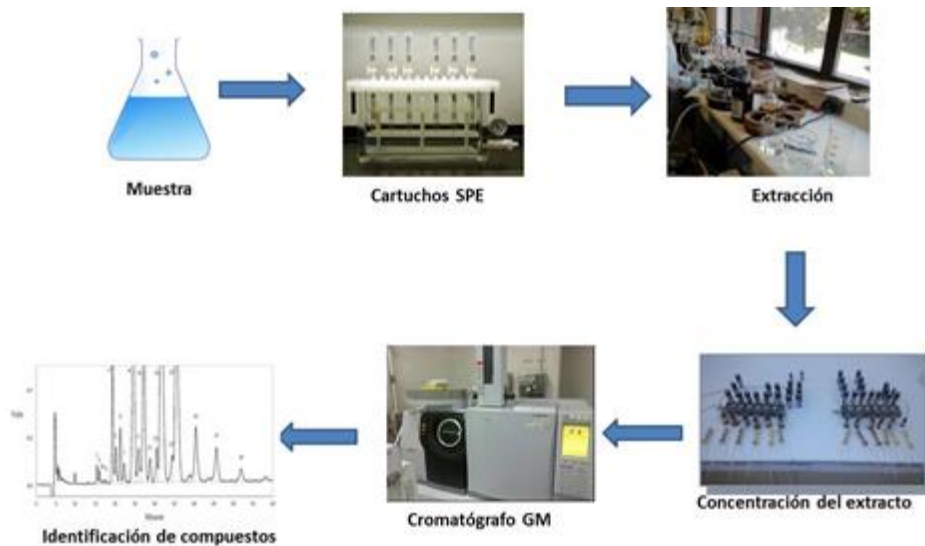 Muestra
Cartuchos SPE
Extracción
Concentración del extracto
Cromatógrafo GM
Identificación de compuestos